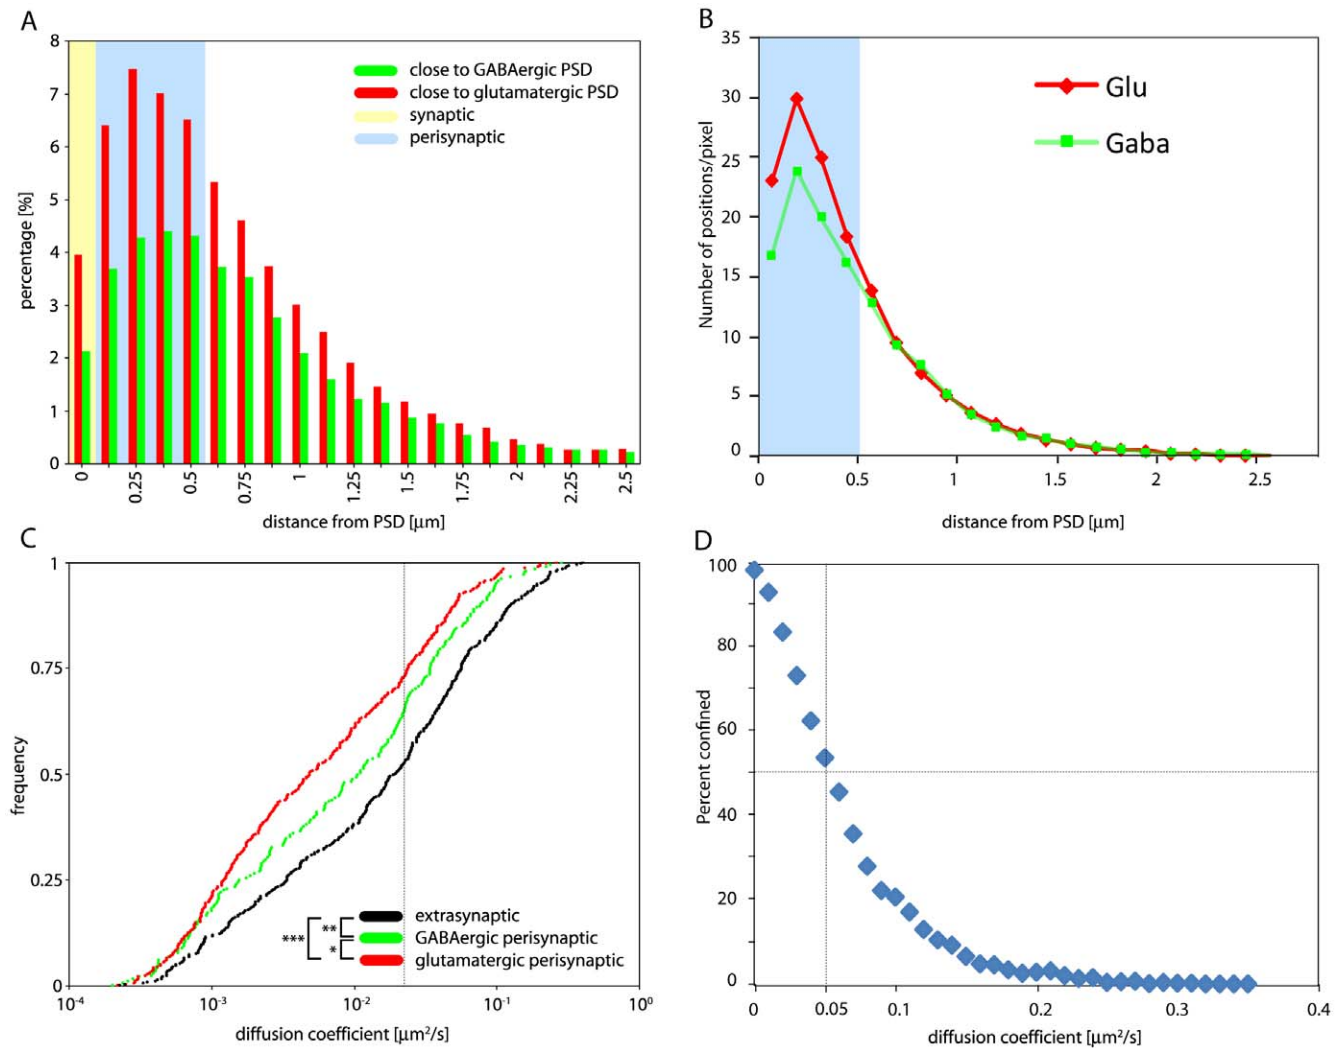 A
8%
7
6
5
4
3
2
1
0
percentage [%]
close to GABAergic PSD
close to glutamatergic PSD
synaptic
perisynaptic
0
0.25
0.5
0.75
1
1.25
1.5
1.75
2
2.25
2.5
distance from PSD [μm]
B
35
30
25
20
15
10
5
0
Number of positions/pixel
Glu
Gaba
0
0.5
1
1.5
2
2.5
distance from PSD [μm]
C
1
0.75
0.5
0.25
0
frequency
***
**
*
extrasynaptic
GABAergic perisynaptic
glutamatergic perisynaptic
10-4
10-3
10-2
10-1
100
diffusion coefficient [μm2/s]
D
100
80
60
40
20
0
Percent confined
0
0.05
0.1
0.2
0.3
0.4
diffusion coefficient [μm2/s]